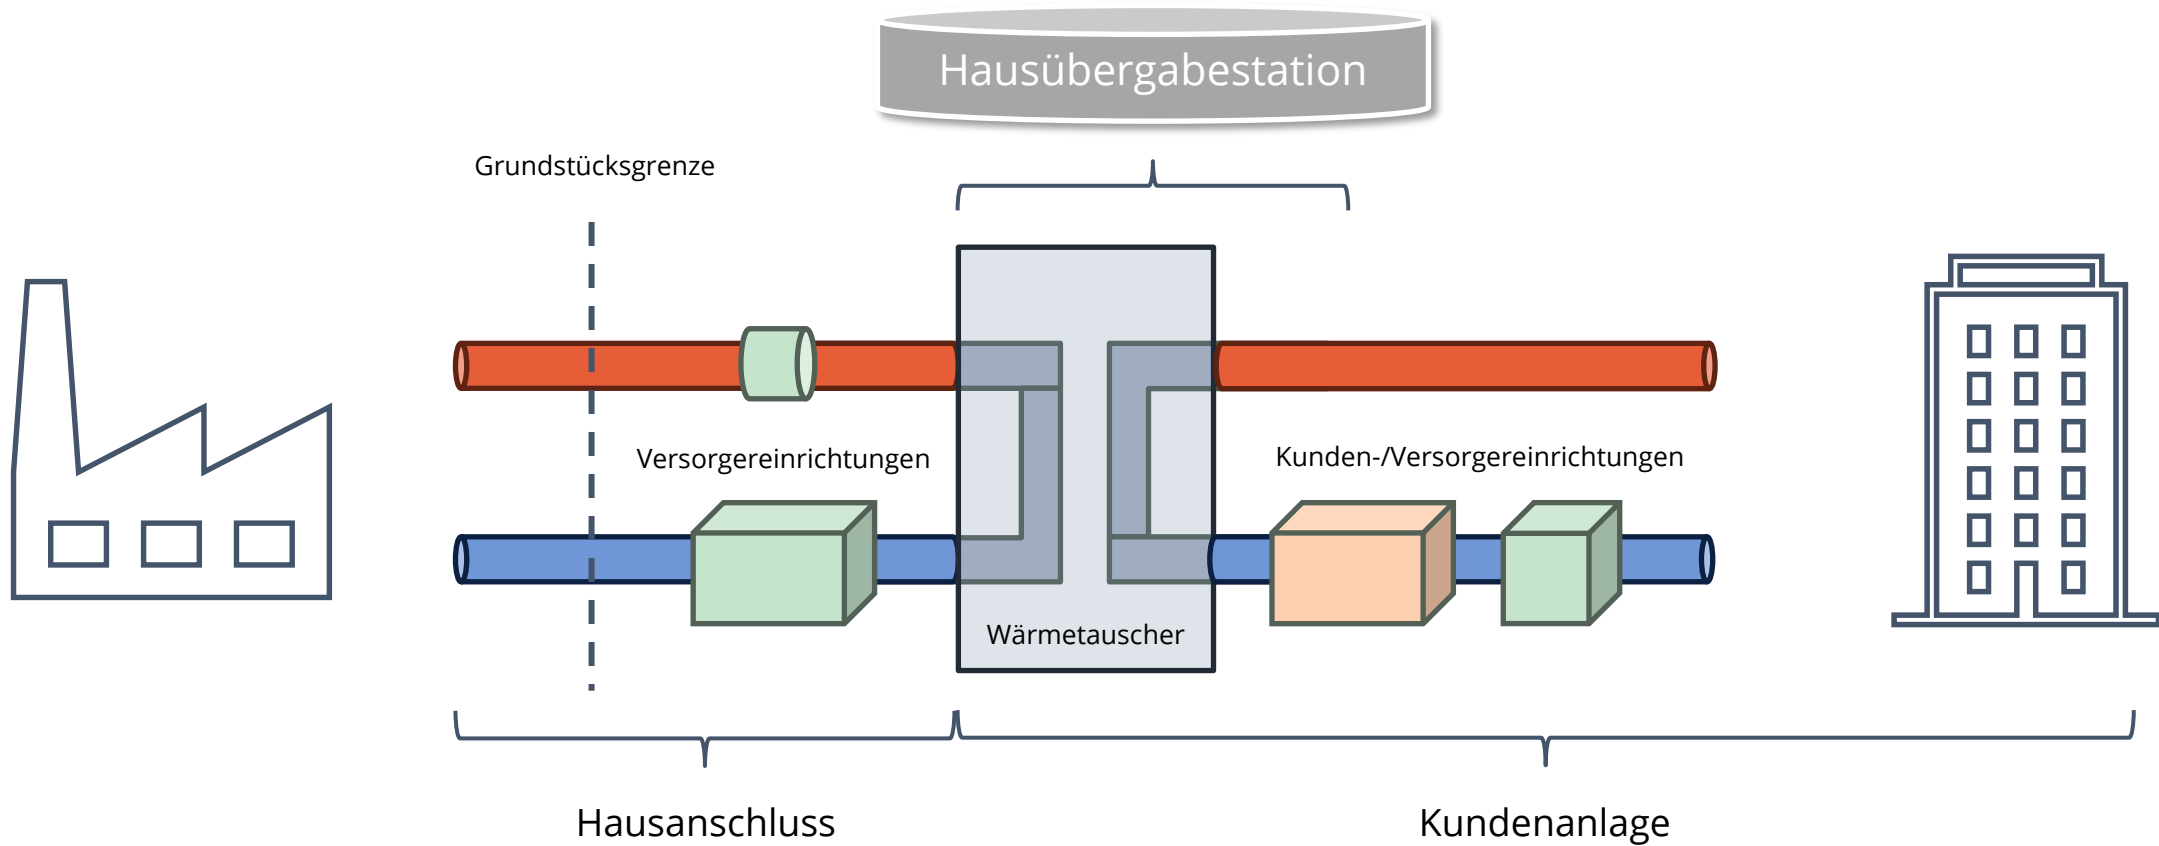 Hausübergabestation
Grundstücksgrenze
Versorgereinrichtungen
Kunden-/Versorgereinrichtungen
Wärmetauscher
Hausanschluss
Kundenanlage